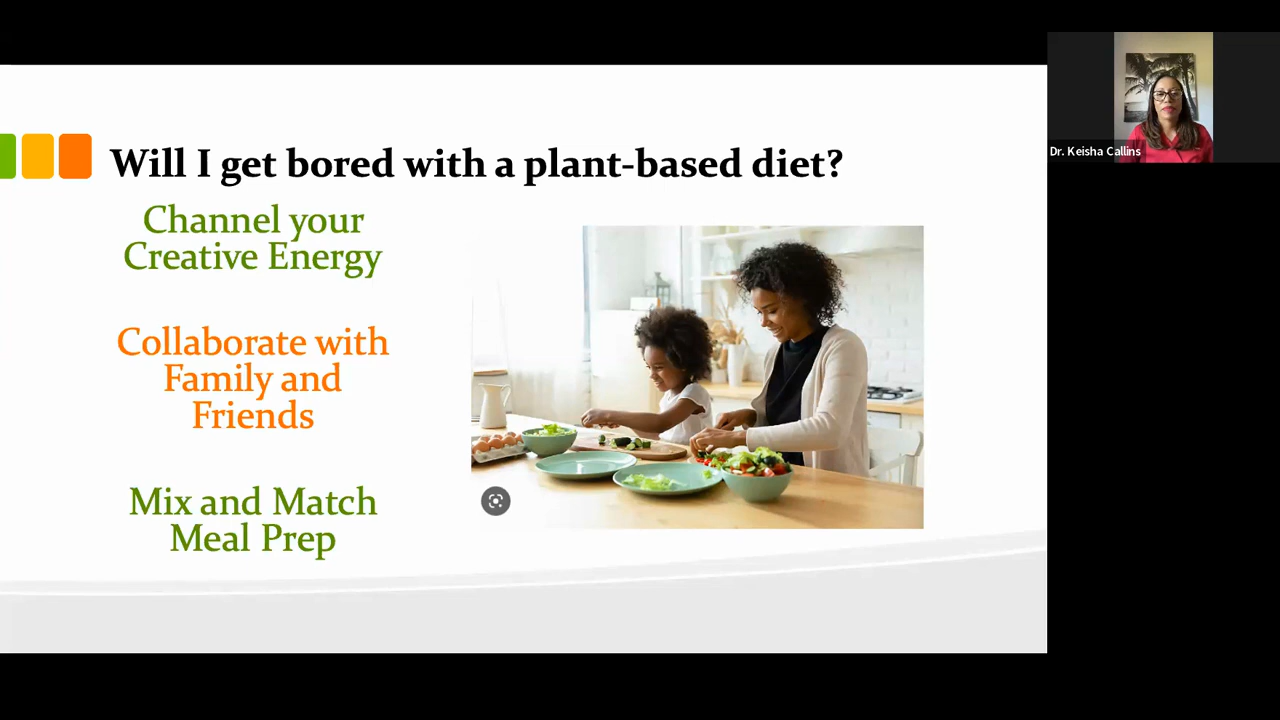 Will I get bored with a plant-based diet?
Channel your
Creative Energy
Collaborate with
Family and
Friends
Mix and Match
Meal Prep
Dr. Keisha Callins